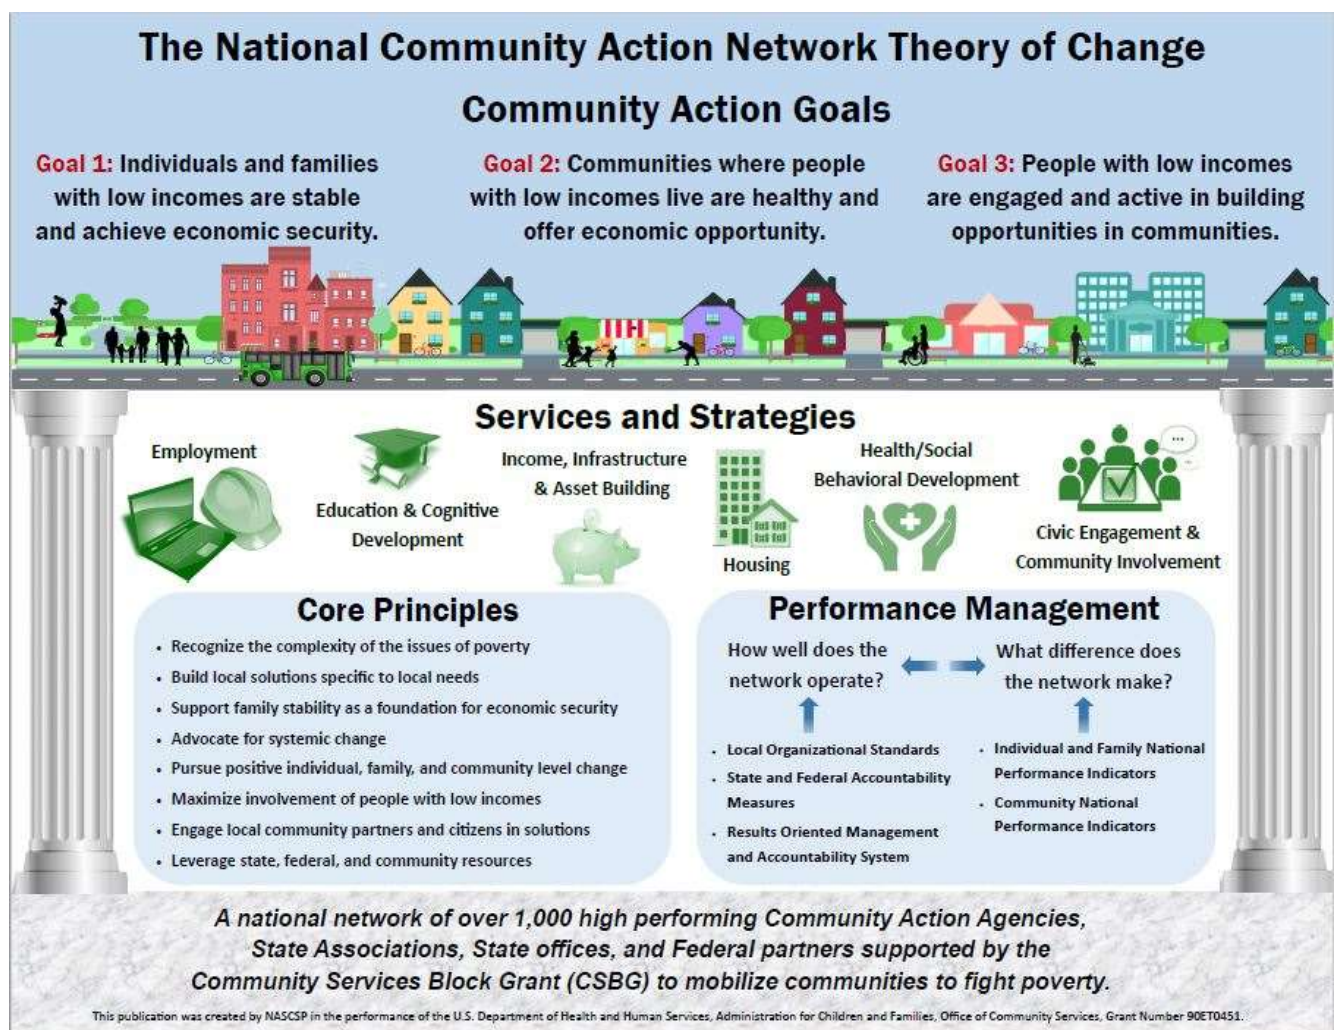 The National Community Action Network Theory of Change
Community Action Goals
Goal 1: Individuals and families
with low incomes are stable
and achieve economic security.
Goal 2: Communities where people
with low incomes live are healthy and
offer economic opportunity.
Goal 3: People with low incomes
are engaged and active in building
opportunities in communities.
Services and Strategies
Employment
Education & Cognitive
Development
Income, Infrastructure
& Asset Building
Housing
Health/Social
Behavioral Development
Civic Engagement &
Community Involvement
Core Principles
• Recognize the complexity of the issues of poverty
• Build local solutions specific to local needs
• Support family stability as a foundation for economic security
• Advocate for systemic change
• Pursue positive individual, family, and community level change
• Maximize involvement of people with low incomes
• Engage local community partners and citizens in solutions
• Leverage state, federal, and community resources
Performance Management
How well does the
network operate?
• Local Organizational Standards
• State and Federal Accountability
Measures
• Results Oriented Management
and Accountability System
What difference does
the network make?
• Individual and Family National
Performance Indicators
• Community National
Performance Indicators
A national network of over 1,000 high performing Community Action Agencies,
State Associations, State offices, and Federal partners supported by the
Community Services Block Grant (CSBG) to mobilize communities to fight poverty.
This publication was created by NASCSP in the performance of the U.S. Department of Health and Human Services, Administration for Children and Families, Office of Community Services, Grant Number 90ET0451.